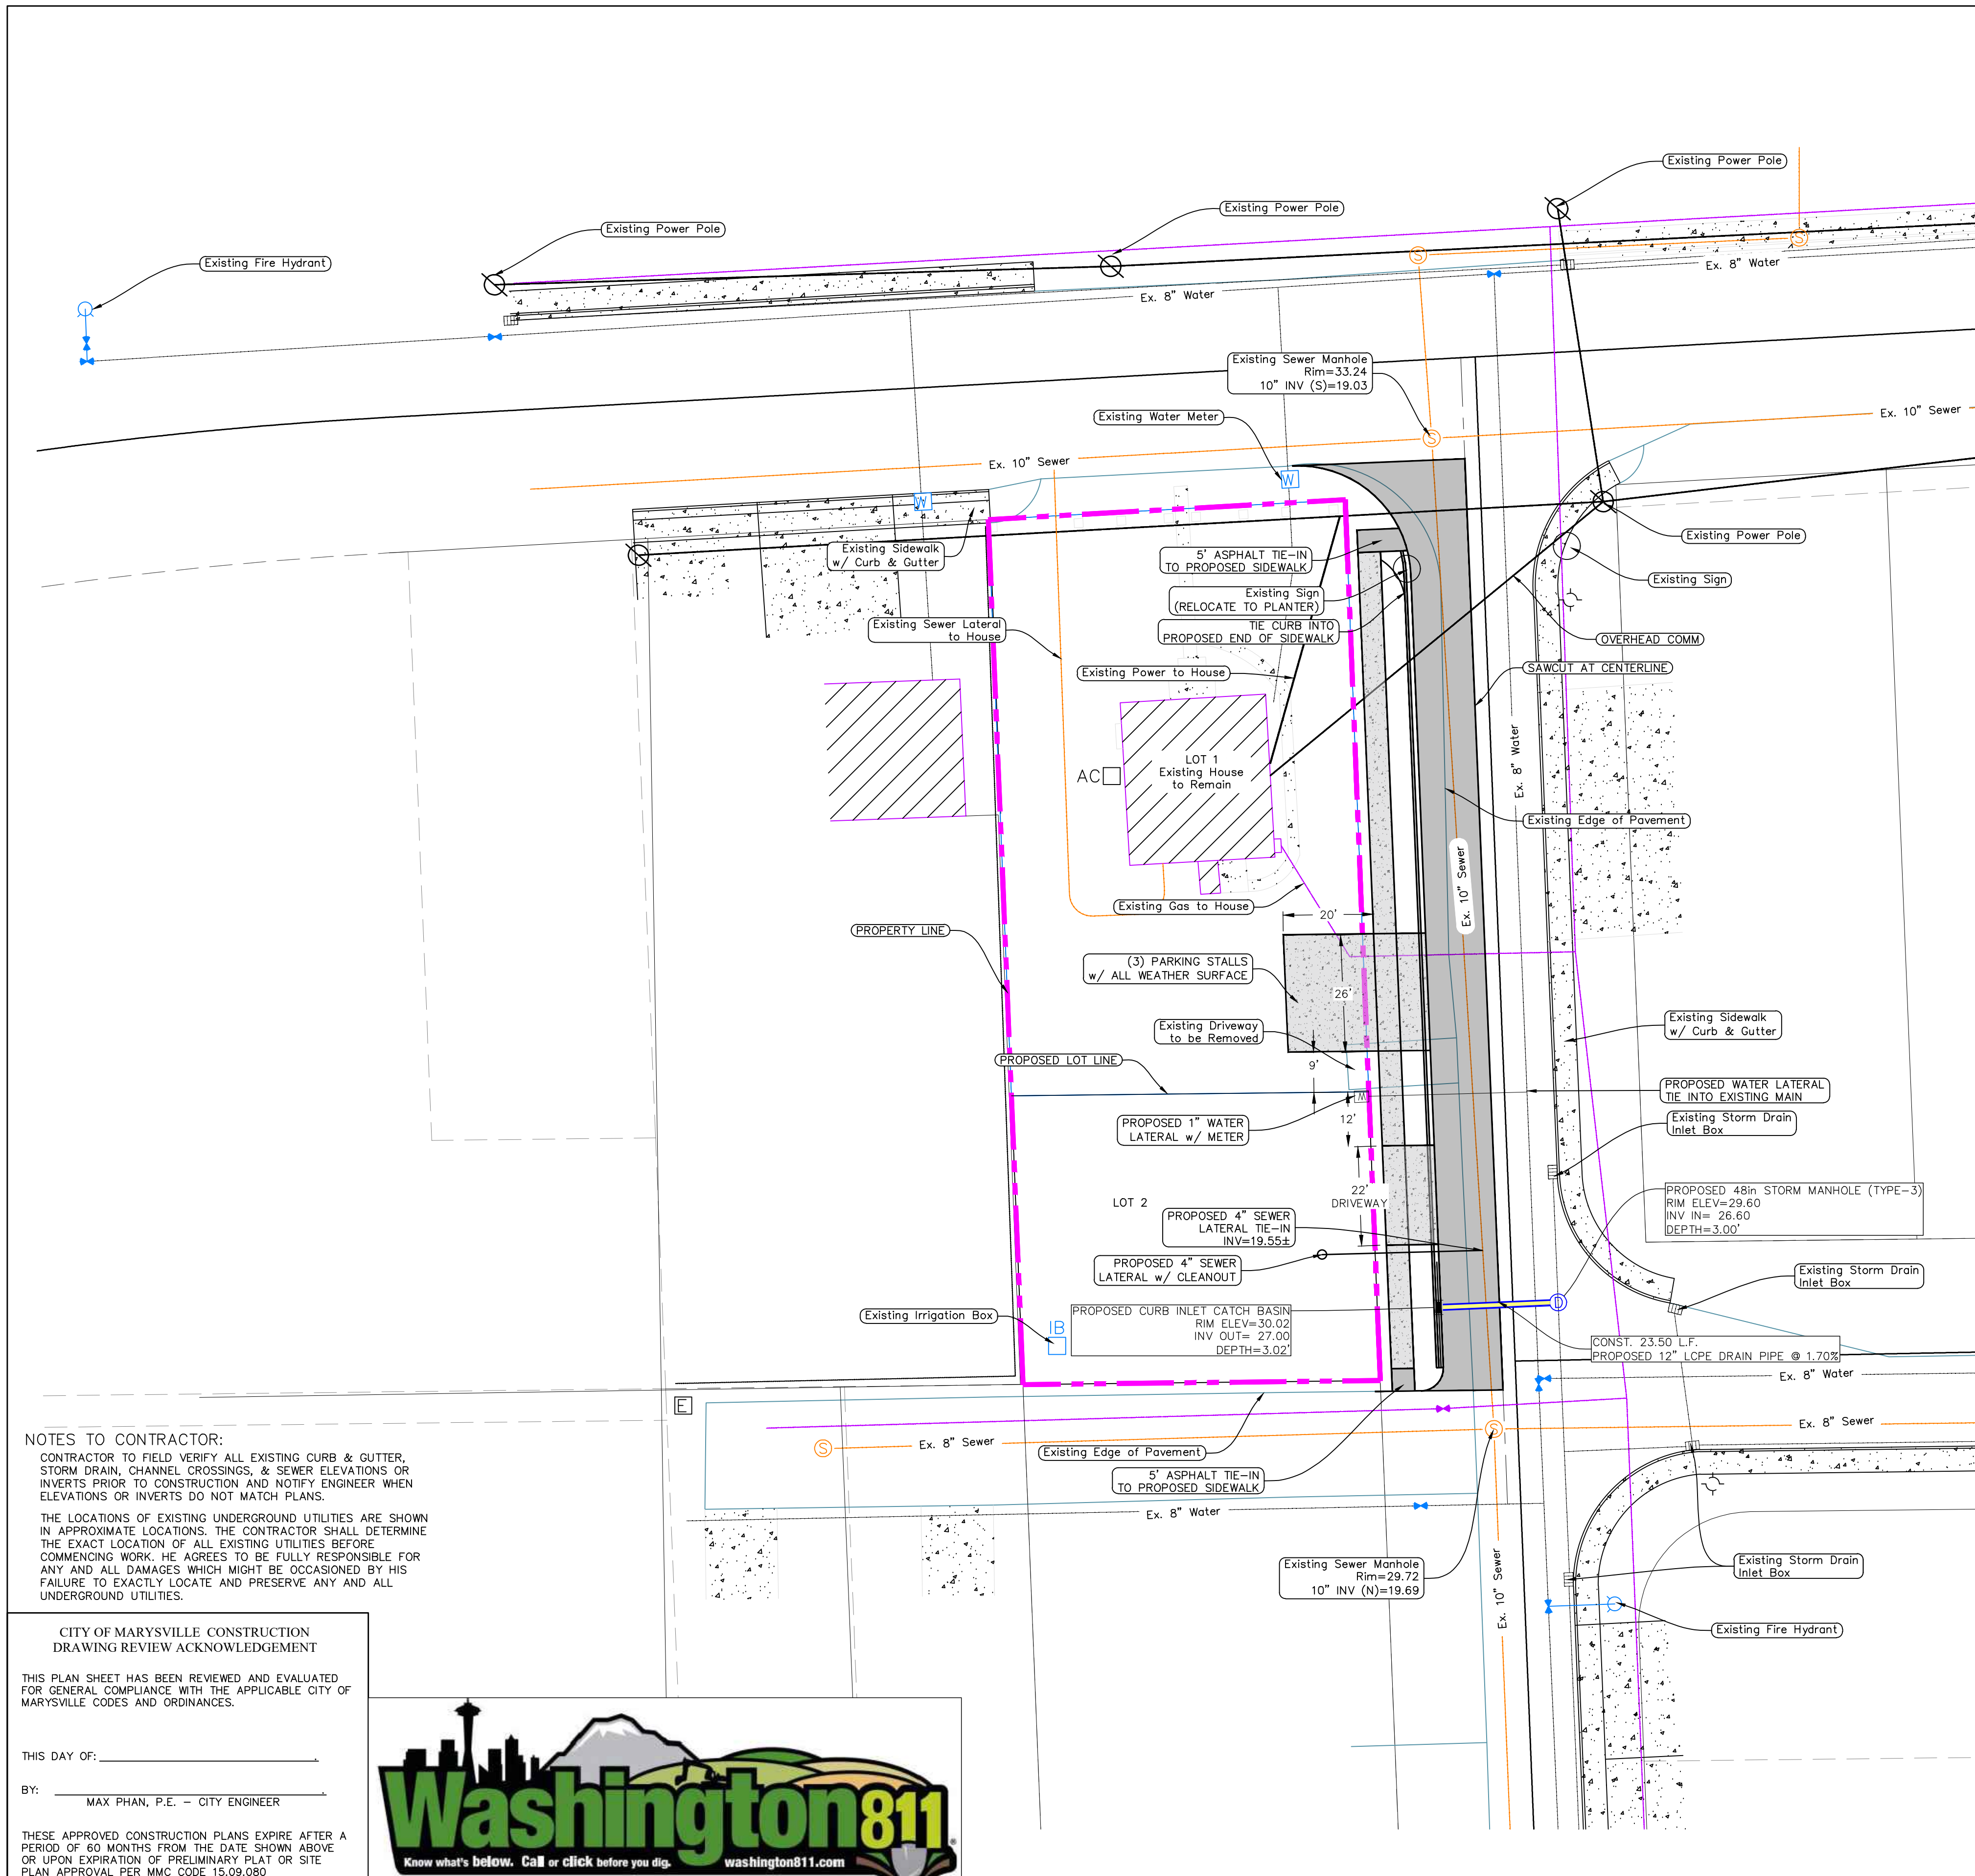 Existing Power Pole
Existing Power Pole
Existing Power Pole
Existing Fire Hydrant
Ex. 8" Water
Ex. 8" Water
Existing Sewer Manhole
Rim=33.24
10" INV (S)=19.03
Existing Water Meter
Ex. 10" Sewer
Ex. 10" Sewer
S
S
S
W
W
Existing Sidewalk
w/ Curb & Gutter
5' ASPHALT TIE-IN
TO PROPOSED SIDEWALK
Existing Power Pole
Existing Sign
Existing Sign
(RELOCATE TO PLANTER)
Existing Sewer Lateral
to House
TIE CURB INTO
PROPOSED END OF SIDEWALK
OVERHEAD COMM
Existing Power to House
SAWCUT AT CENTERLINE
LOT 1
Existing House
to Remain
AC
Ex. 8" Water
Existing Edge of Pavement
Ex. 10" Sewer
Existing Gas to House
20'
PROPERTY LINE
(3) PARKING STALLS
w/ ALL WEATHER SURFACE
26'
Existing Driveway
to be Removed
Existing Sidewalk
w/ Curb & Gutter
PROPOSED LOT LINE
9'
PROPOSED WATER LATERAL
TIE INTO EXISTING MAIN
W
PROPOSED 1" WATER
LATERAL w/ METER
12'
Existing Storm Drain
Inlet Box
22'
DRIVEWAY
LOT 2
PROPOSED 48in STORM MANHOLE (TYPE-3)
RIM ELEV=29.60
INV IN= 26.60
DEPTH=3.00'
PROPOSED 4" SEWER
LATERAL TIE-IN
INV=19.55±
PROPOSED 4" SEWER
LATERAL w/ CLEANOUT
Existing Storm Drain
Inlet Box
Existing Irrigation Box
IB
PROPOSED CURB INLET CATCH BASIN
RIM ELEV=30.02
INV OUT= 27.00
DEPTH=3.02'
D
CONST. 23.50 L.F.
PROPOSED 12" LCPE DRAIN PIPE @ 1.70%
Ex. 8" Water
E
S
Ex. 8" Sewer
S
Ex. 8" Sewer
Existing Edge of Pavement
5' ASPHALT TIE-IN
TO PROPOSED SIDEWALK
Ex. 8" Water
Existing Sewer Manhole
Rim=29.72
10" INV (N)=19.69
Ex. 10" Sewer
Existing Storm Drain
Inlet Box
Existing Fire Hydrant
NOTES TO CONTRACTOR:
CONTRACTOR TO FIELD VERIFY ALL EXISTING CURB & GUTTER,
STORM DRAIN, CHANNEL CROSSINGS, & SEWER ELEVATIONS OR
INVERTS PRIOR TO CONSTRUCTION AND NOTIFY ENGINEER WHEN
ELEVATIONS OR INVERTS DO NOT MATCH PLANS.
THE LOCATIONS OF EXISTING UNDERGROUND UTILITIES ARE SHOWN
IN APPROXIMATE LOCATIONS. THE CONTRACTOR SHALL DETERMINE
THE EXACT LOCATION OF ALL EXISTING UTILITIES BEFORE
COMMENCING WORK. HE AGREES TO BE FULLY RESPONSIBLE FOR
ANY AND ALL DAMAGES WHICH MIGHT BE OCCASIONED BY HIS
FAILURE TO EXACTLY LOCATE AND PRESERVE ANY AND ALL
UNDERGROUND UTILITIES.
CITY OF MARYSVILLE CONSTRUCTION
DRAWING REVIEW ACKNOWLEDGEMENT
THIS PLAN SHEET HAS BEEN REVIEWED AND EVALUATED
FOR GENERAL COMPLIANCE WITH THE APPLICABLE CITY OF
MARYSVILLE CODES AND ORDINANCES.
THIS DAY OF: .
BY: .
MAX PHAN, P.E. - CITY ENGINEER
THESE APPROVED CONSTRUCTION PLANS EXPIRE AFTER A
PERIOD OF 60 MONTHS FROM THE DATE SHOWN ABOVE
OR UPON EXPIRATION OF PRELIMINARY PLAT OR SITE
PLAN APPROVAL PER MMC CODE 15.09.080
Washington811®
Know what's below. Call or click before you dig. washington811.com